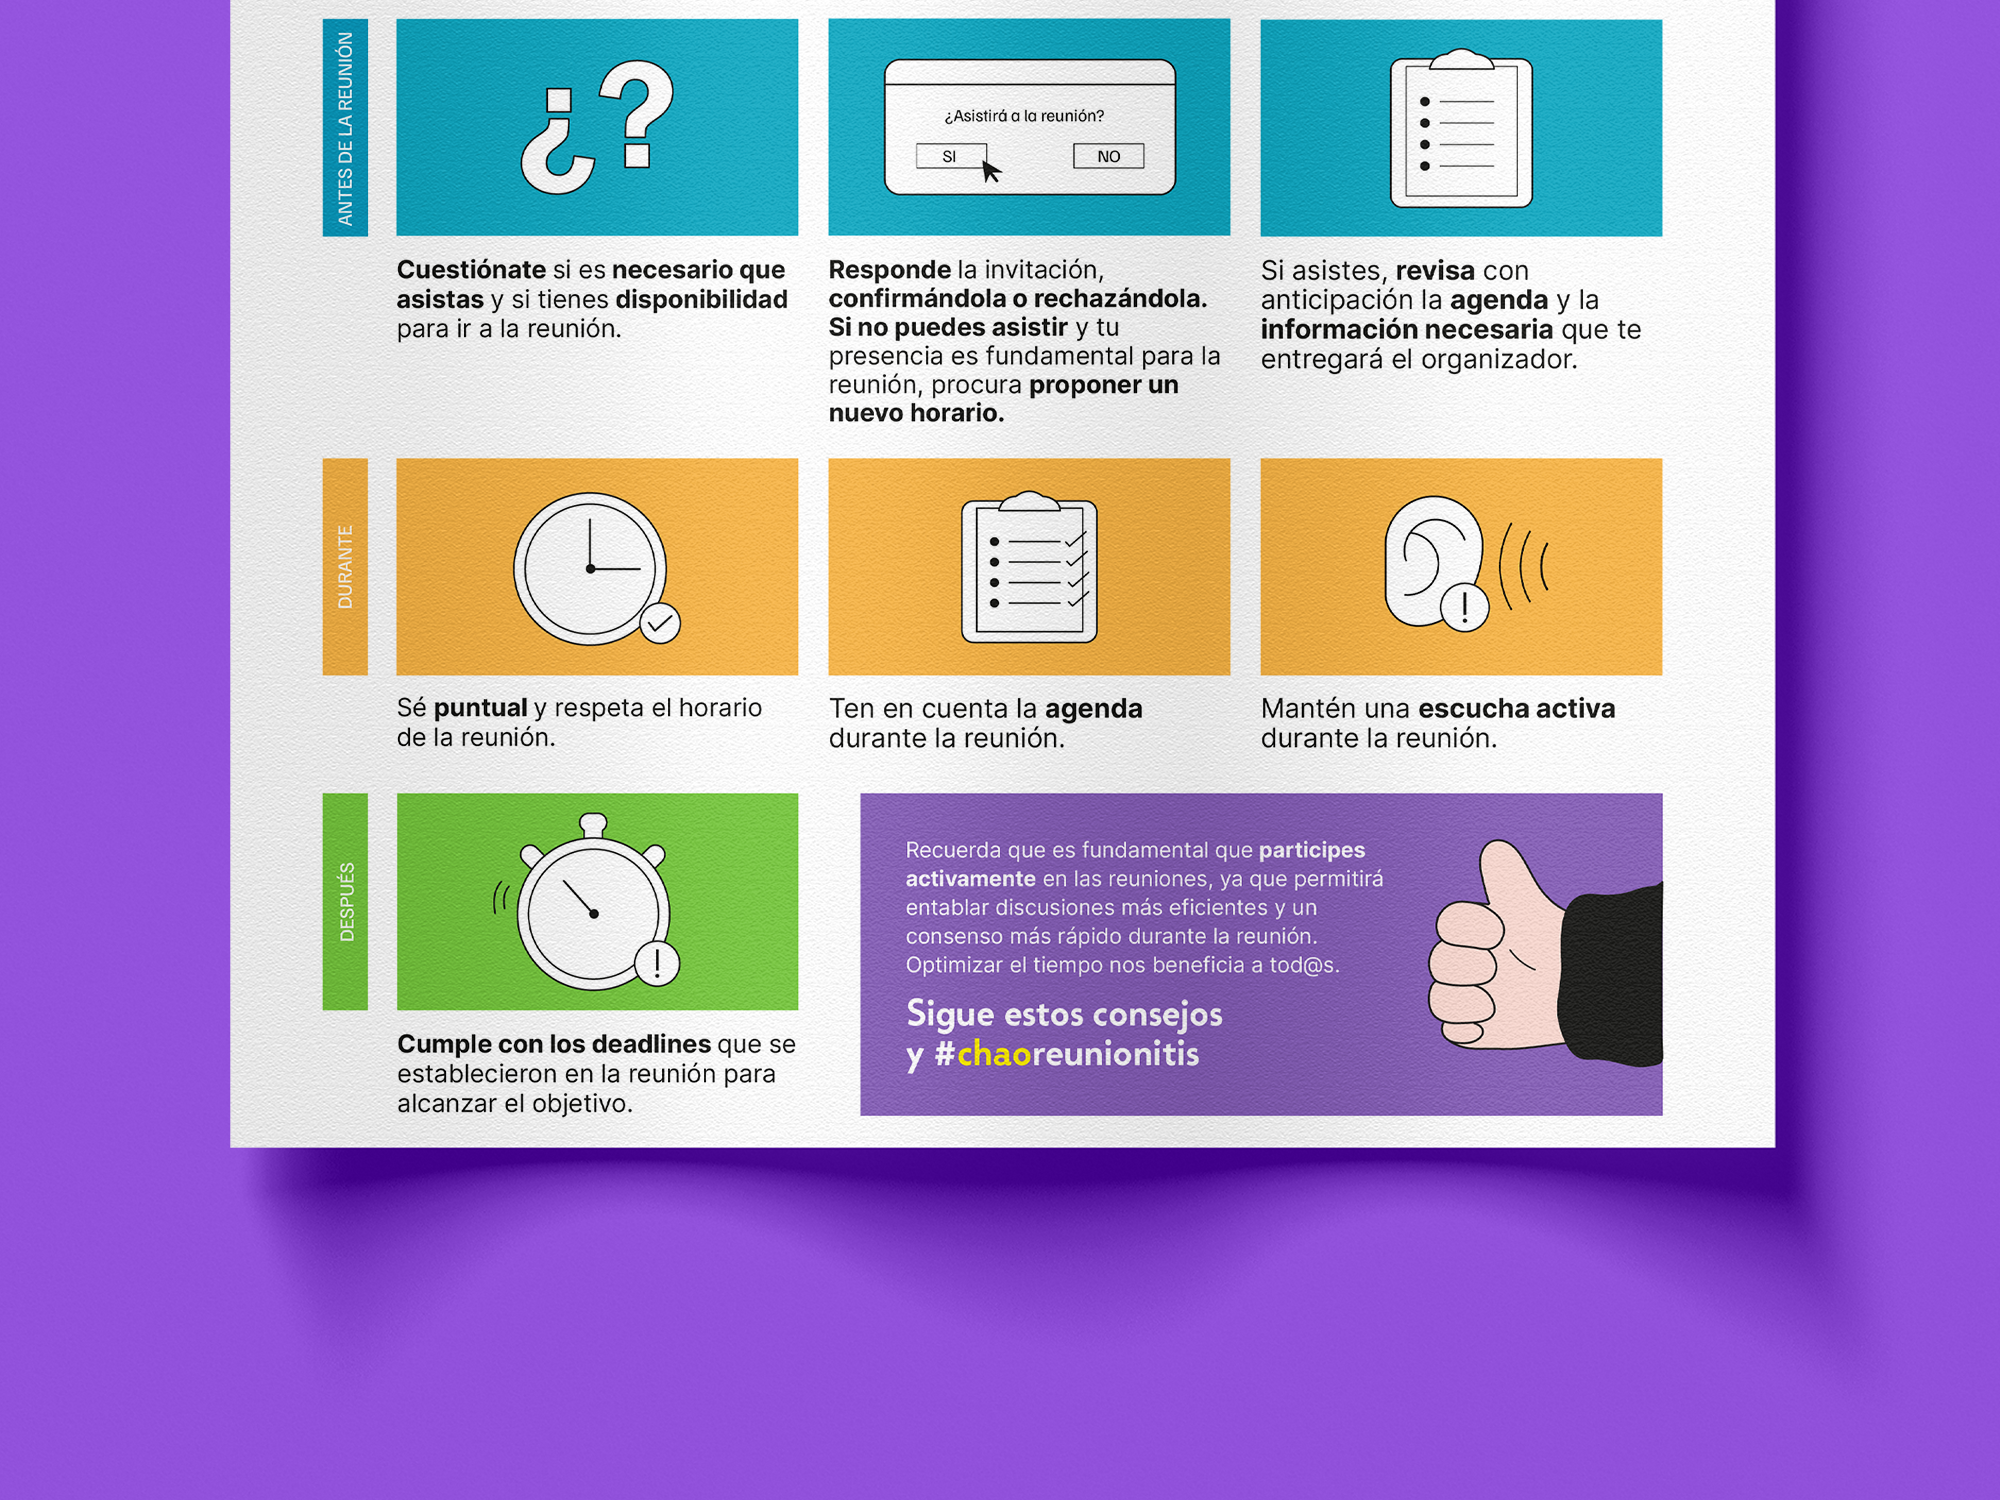 ANTES DE LA REUNIÓN
¿?
¿Asistirá a la reunión?
SI
NO
Cuestiónate si es necesario que
asistas y si tienes disponibilidad
para ir a la reunión.
Responde la invitación,
confirmándola o rechazándola.
Si no puedes asistir y tu
presencia es fundamental para la
reunión, procura proponer un
nuevo horario.
Si asistes, revisa con
anticipación la agenda y la
información necesaria que te
entregará el organizador.
DURANTE
Sé puntual y respeta el horario
de la reunión.
Ten en cuenta la agenda
durante la reunión.
Mantén una escucha activa
durante la reunión.
DESPUÉS
Cumple con los deadlines que se
establecieron en la reunión para
alcanzar el objetivo.
Recuerda que es fundamental que participes
activamente en las reuniones, ya que permitirá
entablar discusiones más eficientes y un
consenso más rápido durante la reunión.
Optimizar el tiempo nos beneficia a tod@s.
Sigue estos consejos
y #chaoreunionitis